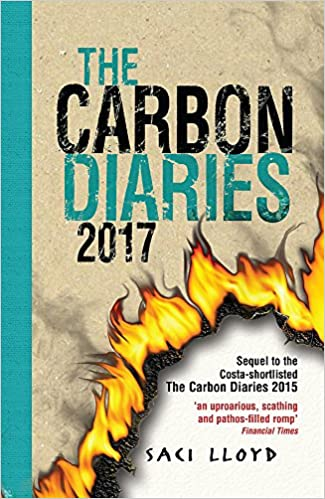 THE
CARBON
DIARIES
2017
Sequel to the
Costa-shortlisted
The Carbon Diaries 2015
'an uproarious, scathing
and pathos-filled romp'
Financial Times
SACI LLOYD